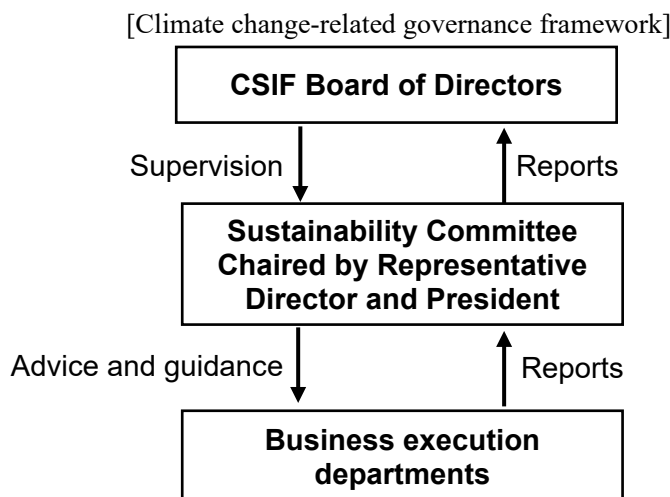 [Climate change-related governance framework]
CSIF Board of Directors
Supervision
Reports
Sustainability Committee
Chaired by Representative
Director and President
Advice and guidance
Reports
Business execution
departments